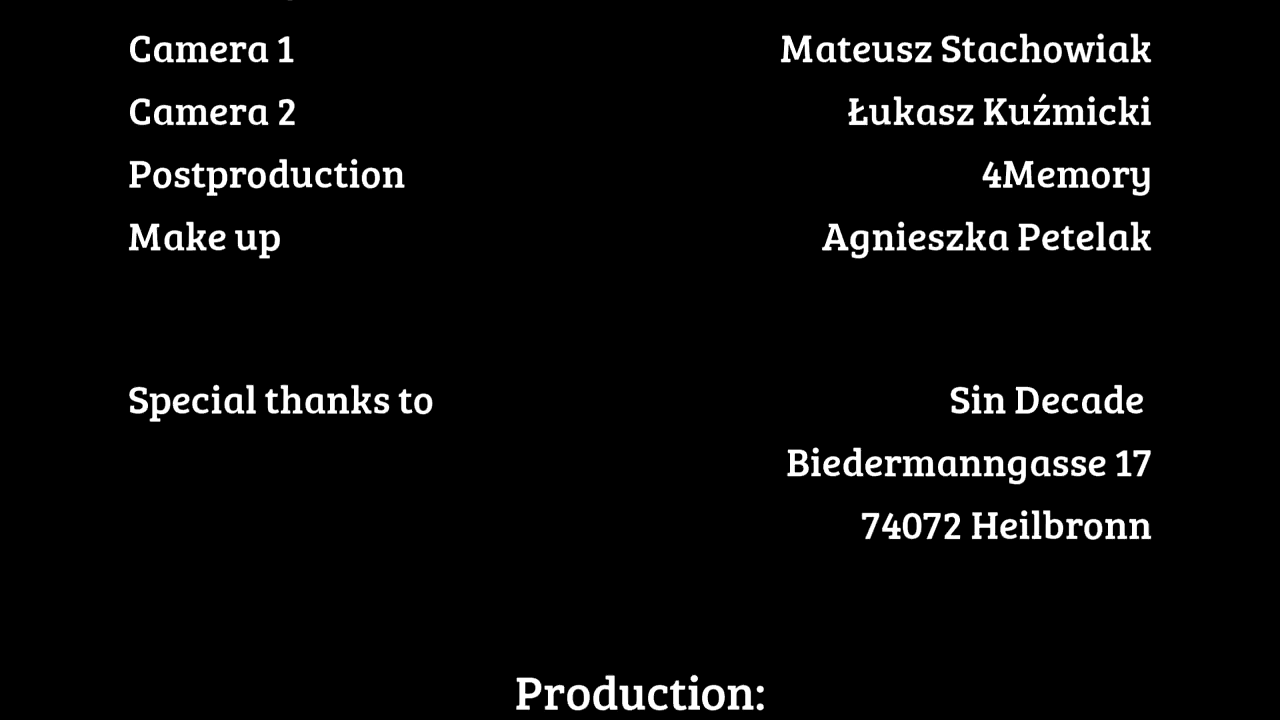 Camera 1 Mateusz Stachowiak
Camera 2 Łukasz Kuźmicki
Postproduction 4Memory
Make up Agnieszka Petelak
Special thanks to Sin Decade
Biedermanngasse 17
74072 Heilbronn
Production: